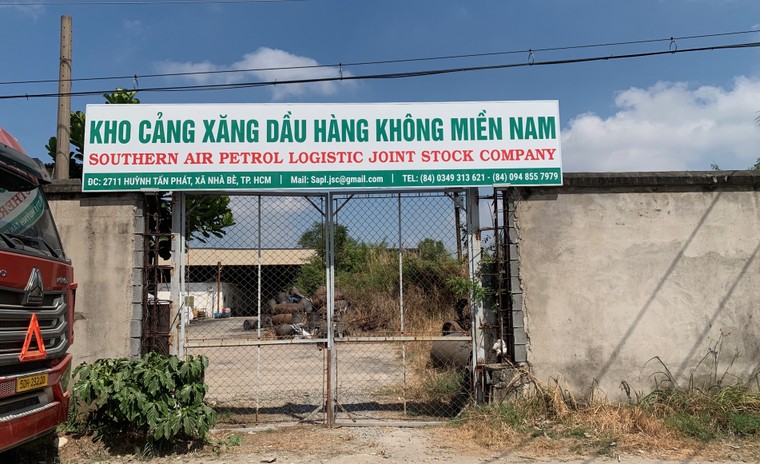 KHO CẢNG XĂNG DẦU HÀNG KHÔNG MIỀN NAM
SOUTHERN AIR PETROL LOGISTIC JOINT STOCK COMPANY
ĐC: 2711 HUỲNH TẤN PHÁT, XÃ NHÀ BÈ, TP. HCM | Mail: Sapl.jsc@gmail.com | TEL: (84) 0349 313 621 - (84) 094 855 7979